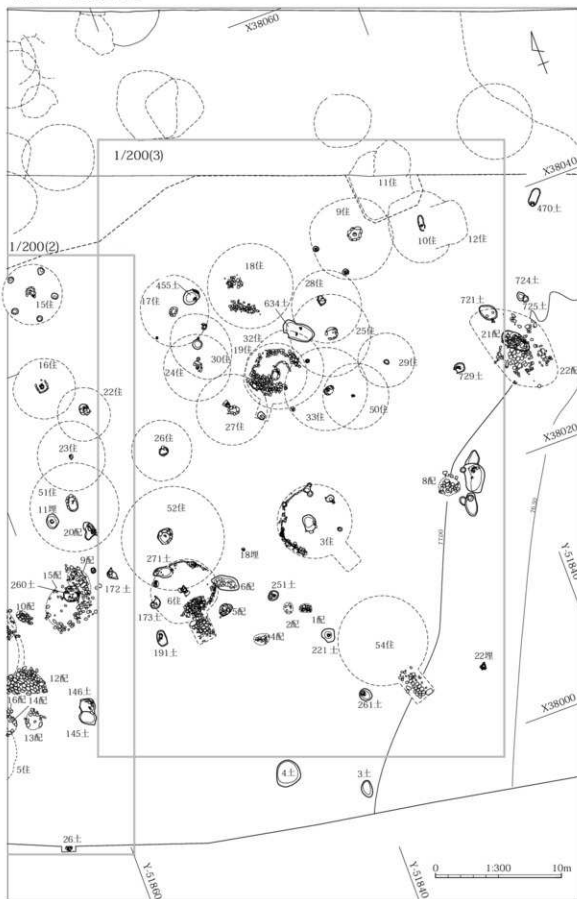 X38060
1/200(3)
X38040
11住
470土
9住
10住
12住
1/200(2)
18住
15住
455土
17住
28住
724土
634土
721土
725土
32住
25住
21配
19住
30住
29住
22配
16住
24住
729土
22住
33住
50住
27住
X38020
23住
26住
51住
8配
11埋
52住
3住
20配
Y-51840
18埋
9配
271土
15配
6配
260土
172土
251土
6住
10配
173土
5配
2配
1配
54住
191土
4配
221土
22埋
12配
261土
X38000
16配
14配
146土
13配
145土
5住
4土
3土
26土
Y-51860
Y-51840
0
1:300
10m